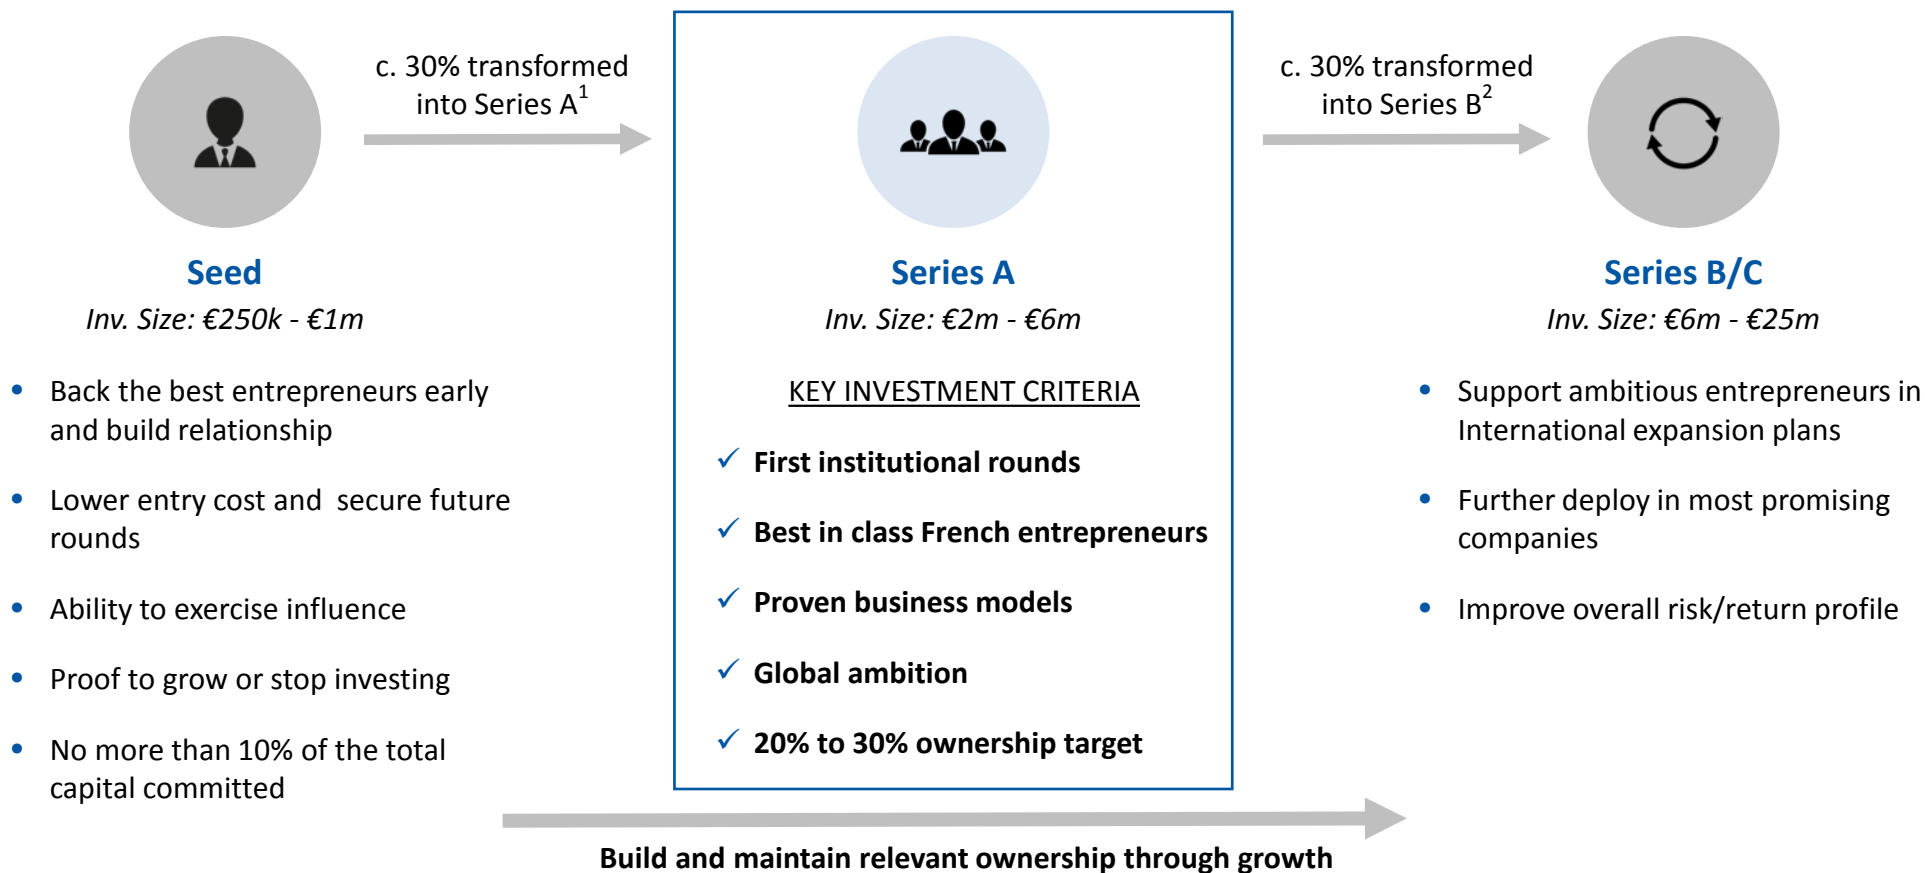 c. 30% transformed
into Series A¹
c. 30% transformed
into Series B²
Seed
Inv. Size: €250k - €1m
• Back the best entrepreneurs early
and build relationship
• Lower entry cost and  secure future
rounds
• Ability to exercise influence
• Proof to grow or stop investing
• No more than 10% of the total
capital committed
Series A
Inv. Size: €2m - €6m
KEY INVESTMENT CRITERIA
✓ First institutional rounds
✓ Best in class French entrepreneurs
✓ Proven business models
✓ Global ambition
✓ 20% to 30% ownership target
Series B/C
Inv. Size: €6m - €25m
• Support ambitious entrepreneurs in
International expansion plans
• Further deploy in most promising
companies
• Improve overall risk/return profile
Build and maintain relevant ownership through growth